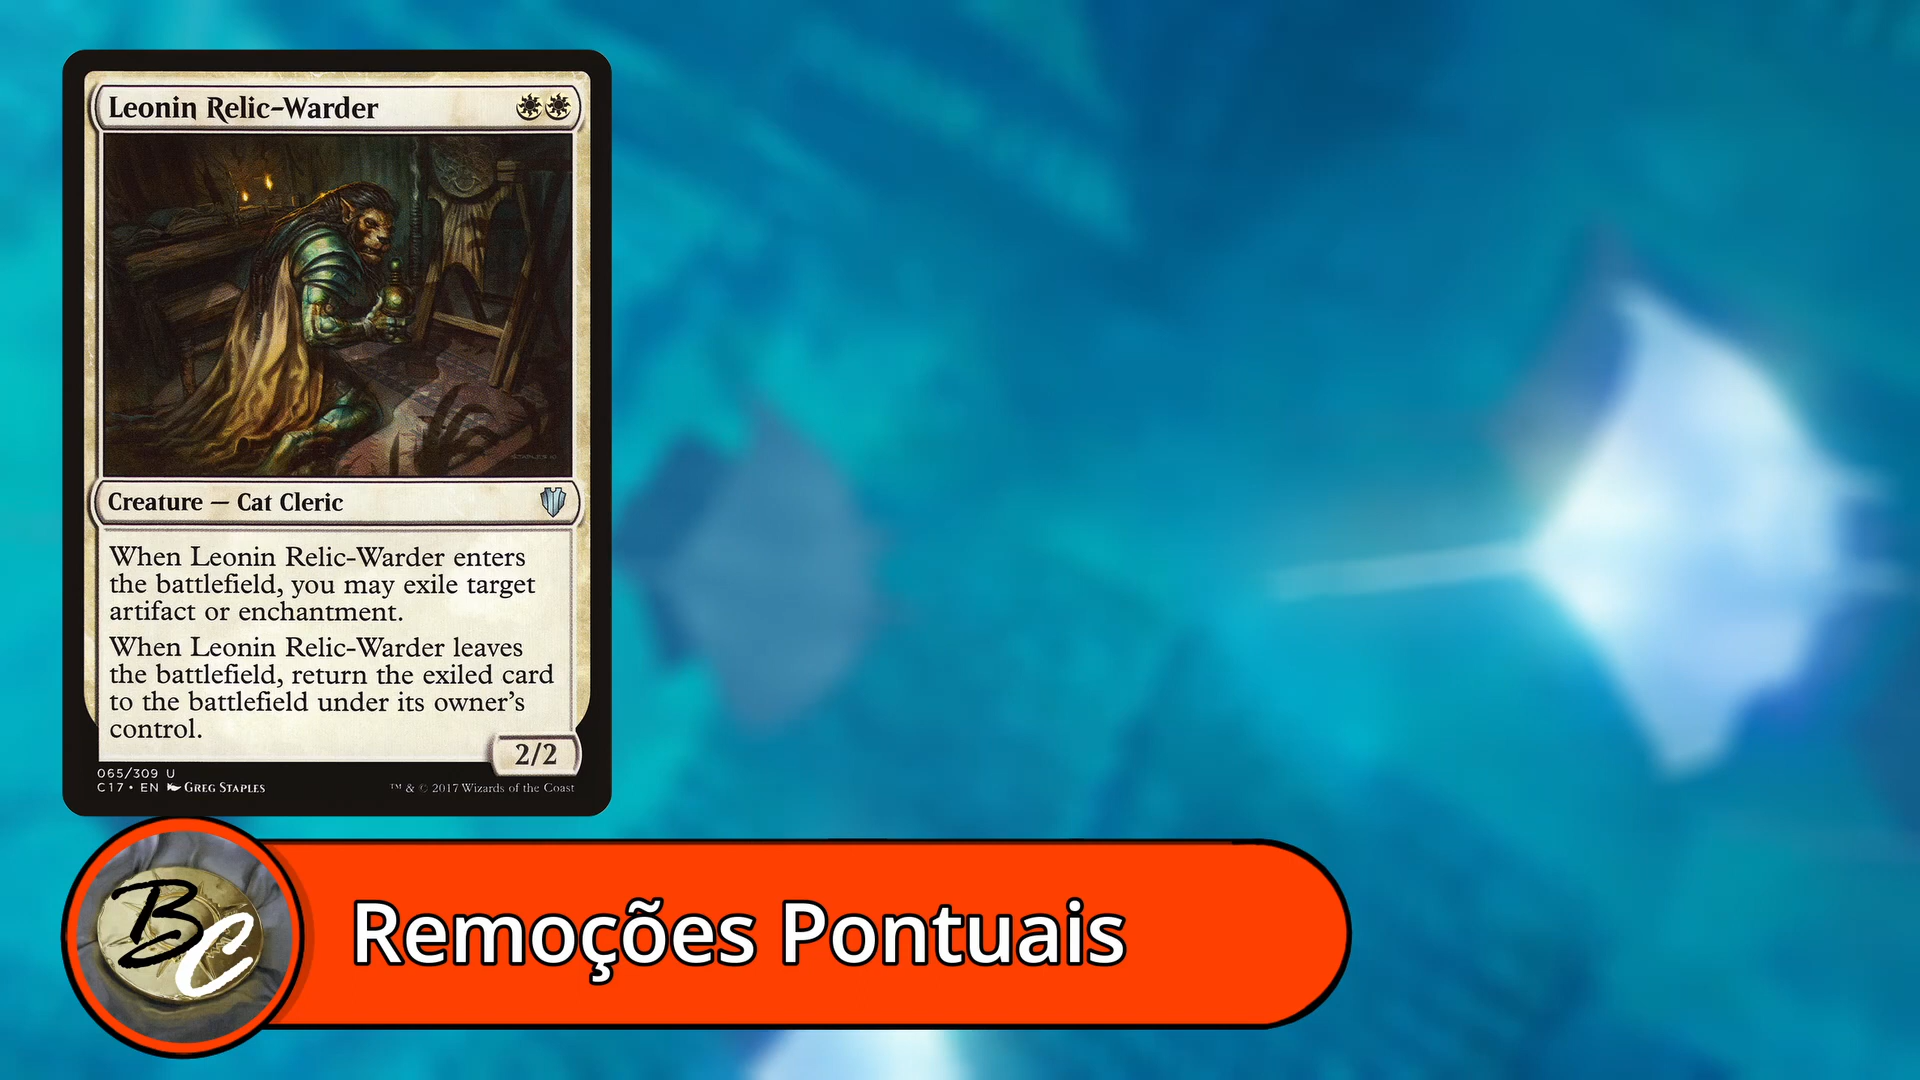 Leonin Relic-Warder
Creature — Cat Cleric
When Leonin Relic-Warder enters
the battlefield, you may exile target
artifact or enchantment.
When Leonin Relic-Warder leaves
the battlefield, return the exiled card
to the battlefield under its owner's
control.
2/2
065/309 U
C17 • EN Greg Staples
™ & © 2017 Wizards of the Coast
BC
Remoções Pontuais